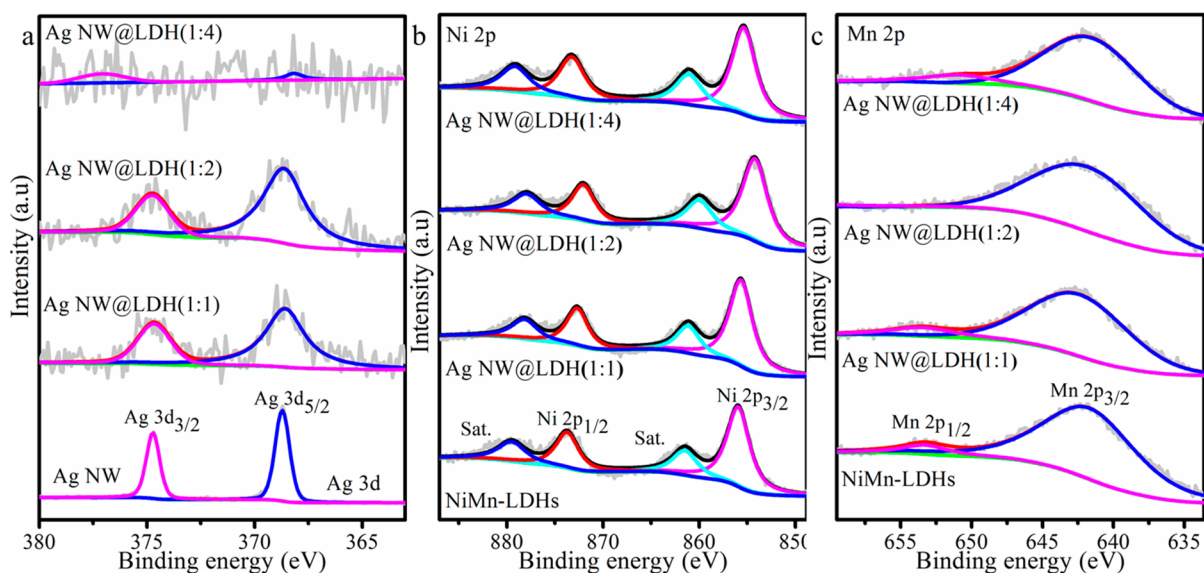 a
Ag NW@LDH(1:4)
Ag NW@LDH(1:2)
Ag NW@LDH(1:1)
Ag 3d3/2
Ag 3d5/2
Ag NW
Ag 3d
Intensity (a.u)
380 375 370 365
Binding energy (eV)
b
Ni 2p
Ag NW@LDH(1:4)
Ag NW@LDH(1:2)
Ag NW@LDH(1:1)
Ni 2p3/2
Sat.
Ni 2p1/2
Sat.
NiMn-LDHs
Intensity (a.u
880 870 860 850
Binding energy (eV)
c
Mn 2p
Ag NW@LDH(1:4)
Ag NW@LDH(1:2)
Ag NW@LDH(1:1)
Mn 2p3/2
Mn 2p1/2
NiMn-LDHs
Intensity (a.u)
655 650 645 640 635
Binding energy (eV)